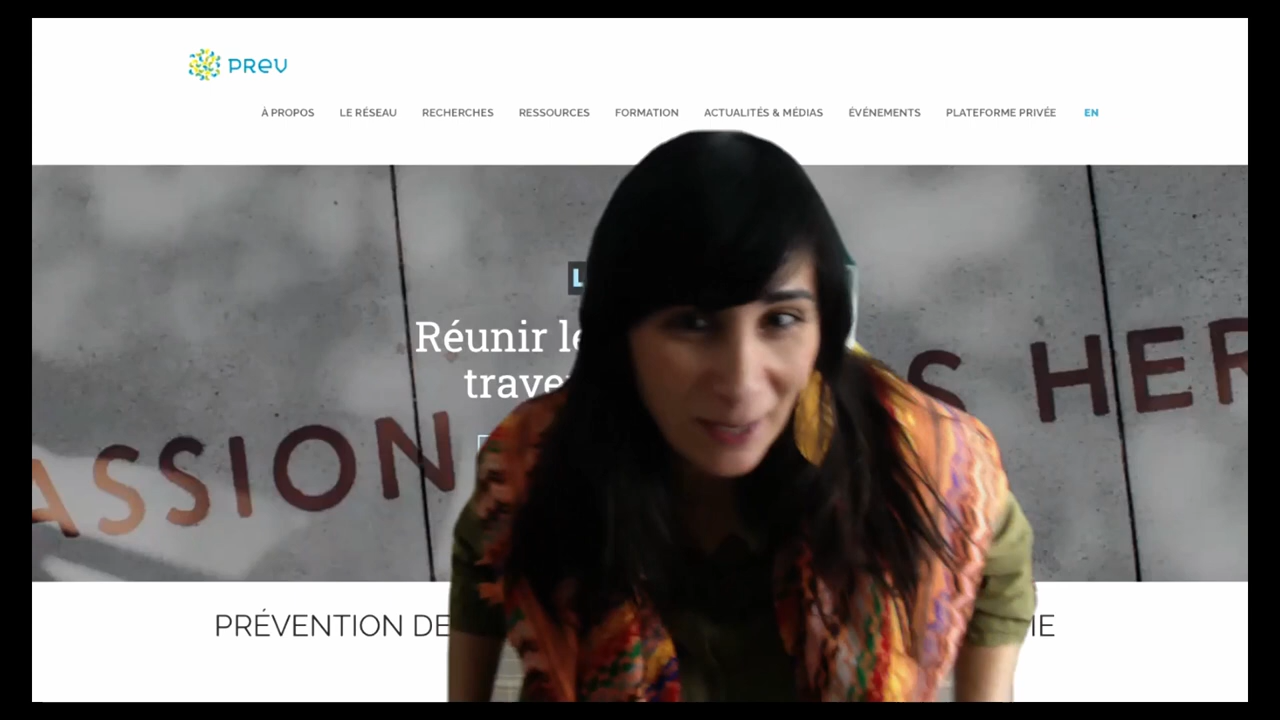 PREV
À PROPOS LE RÉSEAU RECHERCHES RESSOURCES FORMATION ACTUALITÉS & MÉDIAS ÉVÉNEMENTS PLATEFORME PRIVÉE EN
L
Réunir le
trave
ASSION S HER
PRÉVENTION DE IE